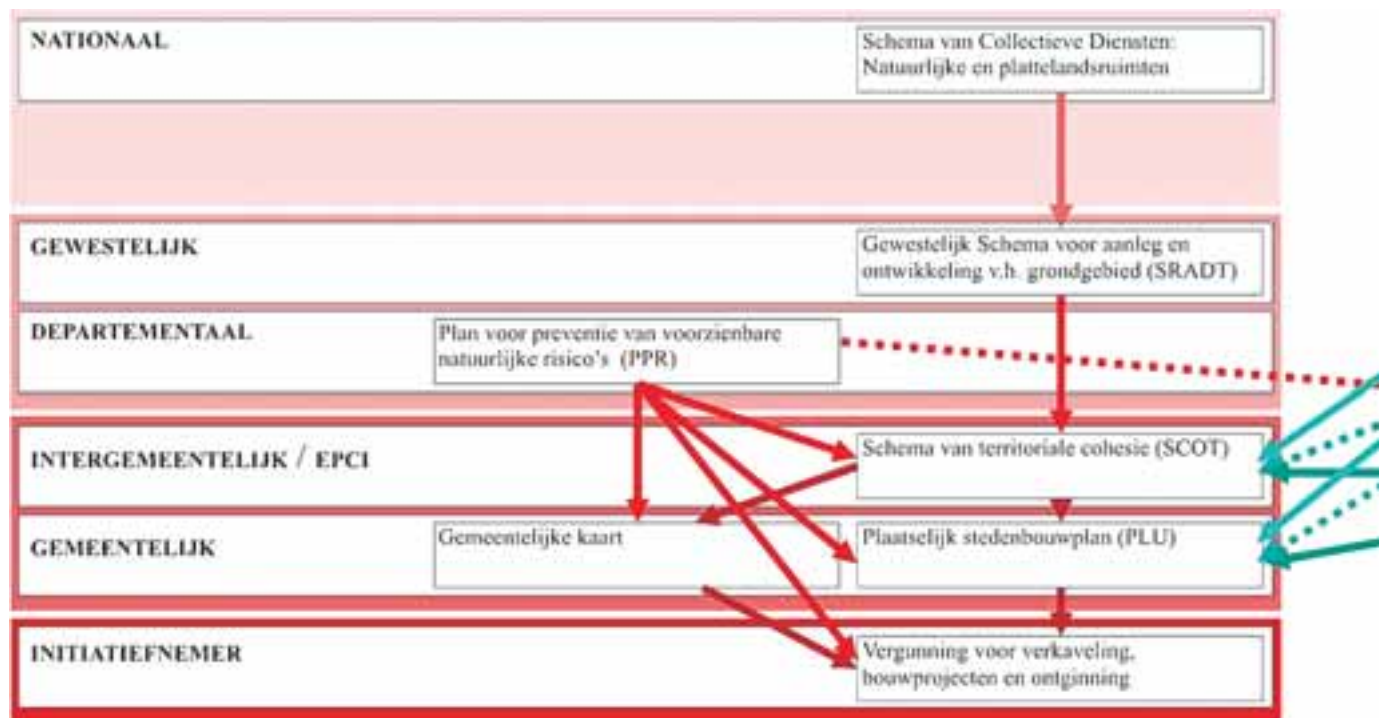 NATIONAAL
Schema van Collectieve Diensten:
Natuurlijke en plattelandsruimten
GEWESTELIJK
Gewestelijk Schema voor aanleg en
ontwikkeling v.h. grondgebied (SRADT)
DEPARTEMENTAAL
Plan voor preventie van voorzienbare
natuurlijke risico's (PPR)
INTERGEMEENTELIJK / EPCI
Schema van territoriale cohesie (SCOT)
GEMEENTELIJK
Gemeentelijke kaart
Plaatselijk stedenbouwplan (PLU)
INITIATIEFNEMER
Vergunning voor verkaveling,
bouwprojecten en ontginning